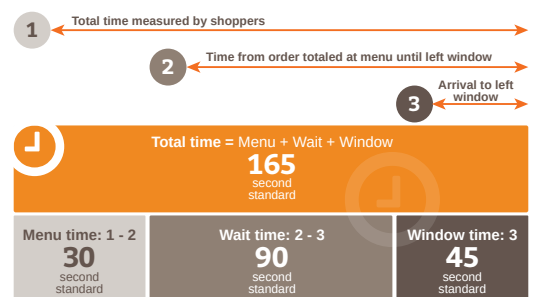 1
Total time measured by shoppers
2
Time from order totaled at menu until left window
3
Arrival to left
window
Total time = Menu + Wait + Window
165
second
standard
Menu time: 1 - 2
30
second
standard
Wait time: 2 - 3
90
second
standard
Window time: 3
45
second
standard